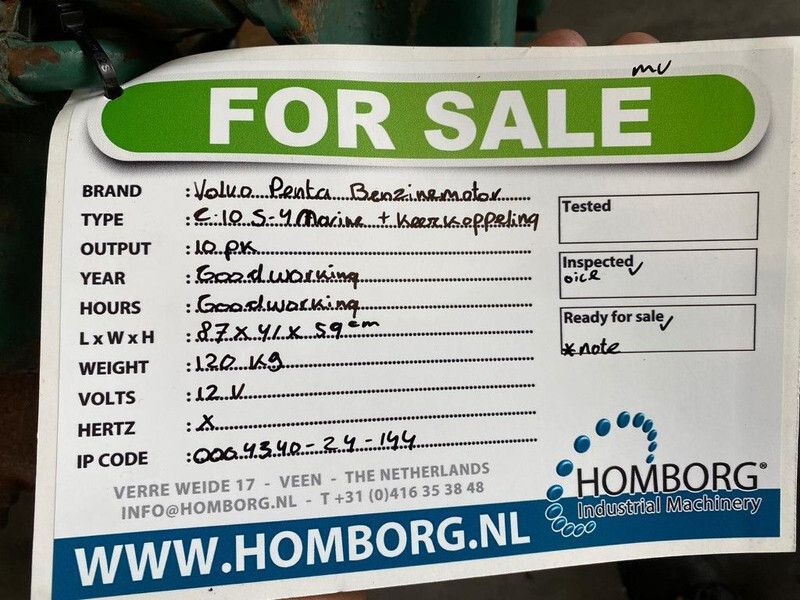 mv
FOR SALE
BRAND : Volvo Penta Benzinemotor
TYPE : C-10 S-4 Marine + keerkoppeling
OUTPUT : 10 PK
YEAR : Goodworking
HOURS : Goodworking
L x W x H : 87 x 41 x 59 cm
WEIGHT : 120 kg
VOLTS : 12 V
HERTZ : X
IP CODE : 000.4340-24-144
Tested
Inspected ✓
Ready for sale ✓
*note
VERRE WEIDE 17 - VEEN - THE NETHERLANDS
INFO@HOMBORG.NL - T +31 (0)416 35 38 48
HOMBORG®
Industrial Machinery
WWW.HOMBORG.NL